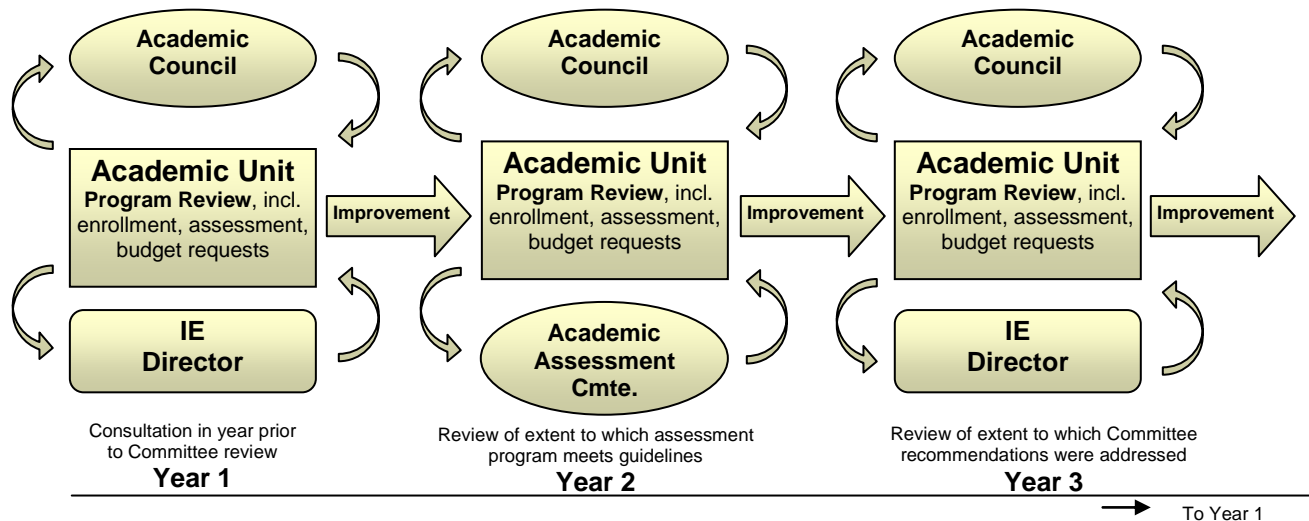 Academic
Council
Academic
Council
Academic
Council
Academic Unit
Program Review, incl.
enrollment, assessment,
budget requests
Improvement
Academic Unit
Program Review, incl.
enrollment, assessment,
budget requests
Improvement
Academic Unit
Program Review, incl.
enrollment, assessment,
budget requests
Improvement
IE
Director
Academic
Assessment
Cmte.
IE
Director
Consultation in year prior
to Committee review
Year 1
Review of extent to which assessment
program meets guidelines
Year 2
Review of extent to which Committee
recommendations were addressed
Year 3
To Year 1